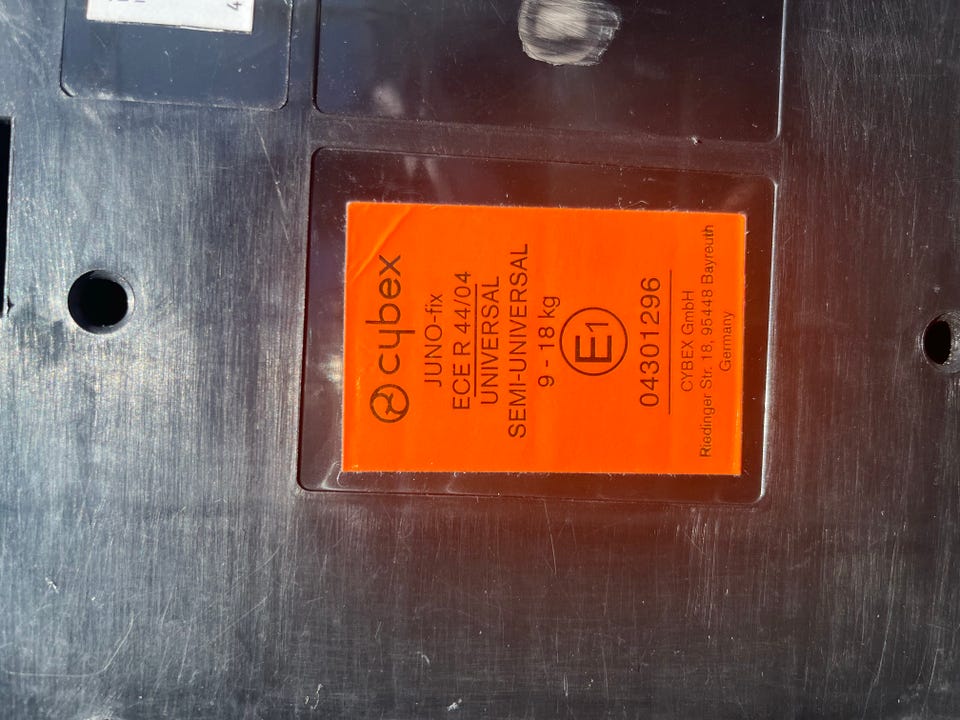 cybex
JUNO-fix
ECE R 44/04
UNIVERSAL
SEMI-UNIVERSAL
9 - 18 kg
E1
04301296
CYBEX GmbH
Riedinger Str. 18, 95448 Bayreuth
Germany